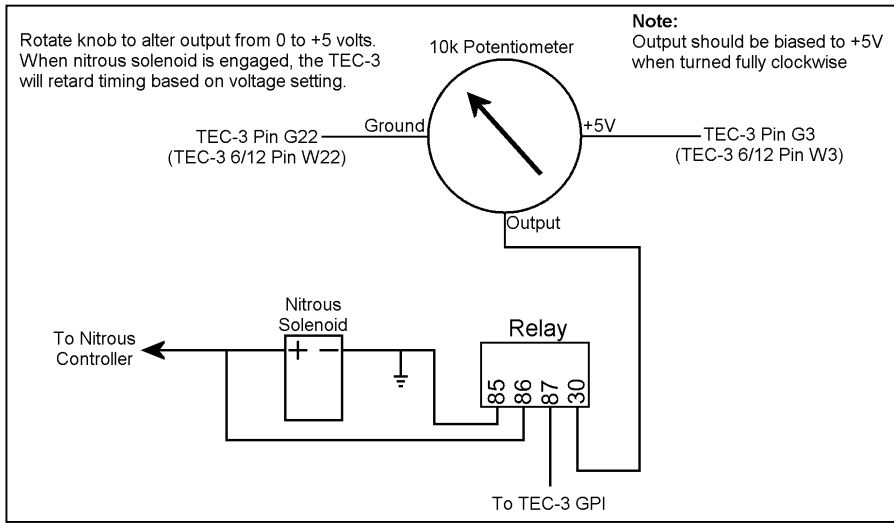 Rotate knob to alter output from 0 to +5 volts.
When nitrous solenoid is engaged, the TEC-3
will retard timing based on voltage setting.
10k Potentiometer
Note:
Output should be biased to +5V
when turned fully clockwise
TEC-3 Pin G22
(TEC-3 6/12 Pin W22)
Ground
+5V
TEC-3 Pin G3
(TEC-3 6/12 Pin W3)
Output
To Nitrous
Controller
Nitrous
Solenoid
+ −
Relay
85 86 87 30
To TEC-3 GPI